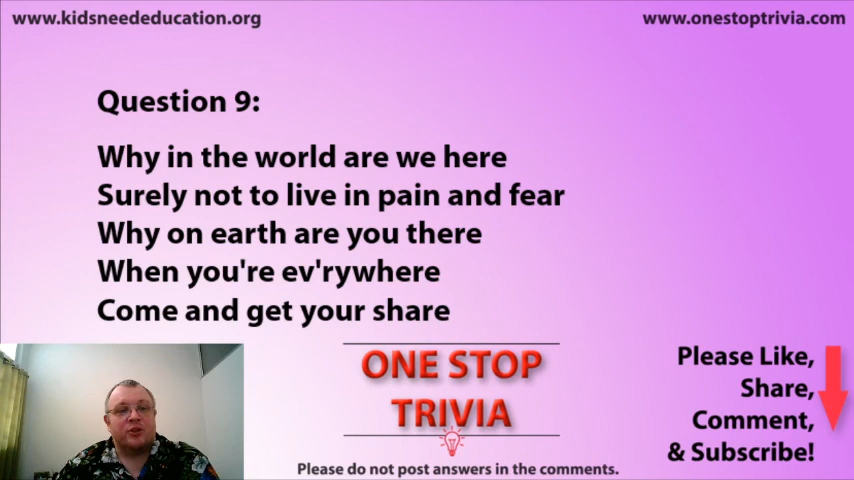 www.kidsneededucation.org
www.onestoptrivia.com
Question 9:
Why in the world are we here
Surely not to live in pain and fear
Why on earth are you there
When you're ev'rywhere
Come and get your share
ONE STOP
TRIVIA
Please do not post answers in the comments.
Please Like,
Share,
Comment,
& Subscribe!